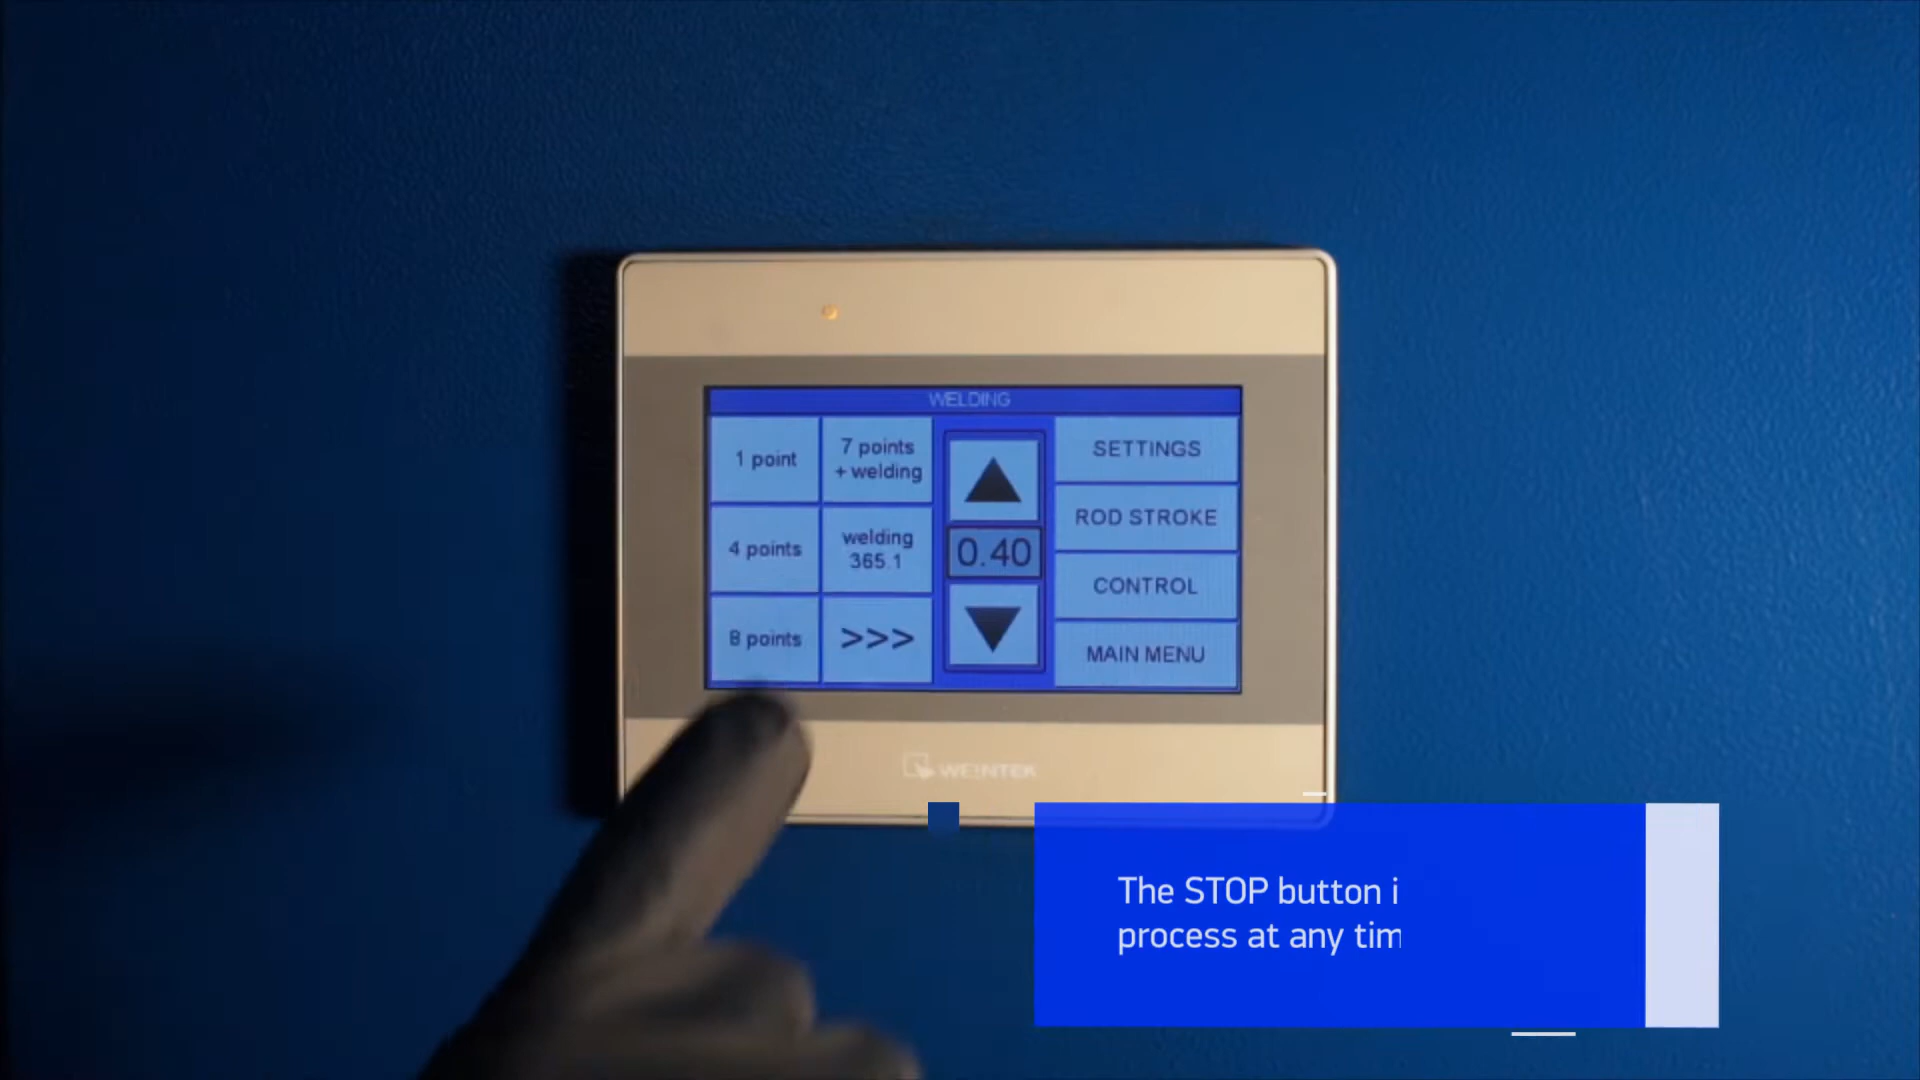 WELDING
1 point
7 points
+ welding
SETTINGS
ROD STROKE
4 points
welding
365.1
0.40
CONTROL
8 points
>>>
MAIN MENU
WEINTEK
The STOP button i
process at any tim